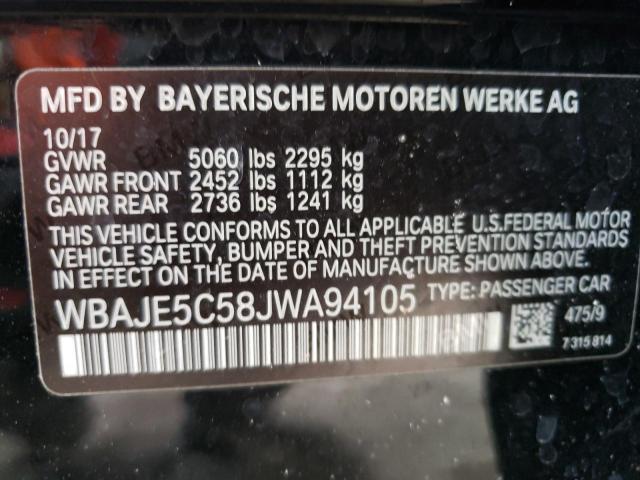 MFD BY BAYERISCHE MOTOREN WERKE AG
10/17
GVWR 5060 lbs 2295 kg
GAWR FRONT 2452 lbs 1112 kg
GAWR REAR 2736 lbs 1241 kg
THIS VEHICLE CONFORMS TO ALL APPLICABLE U.S.FEDERAL MOTOR
VEHICLE SAFETY, BUMPER AND THEFT PREVENTION STANDARDS
IN EFFECT ON THE DATE OF MANUFACTURE SHOWN ABOVE.
WBAJE5C58JWA94105 TYPE: PASSENGER CAR
475/9
7 315 814